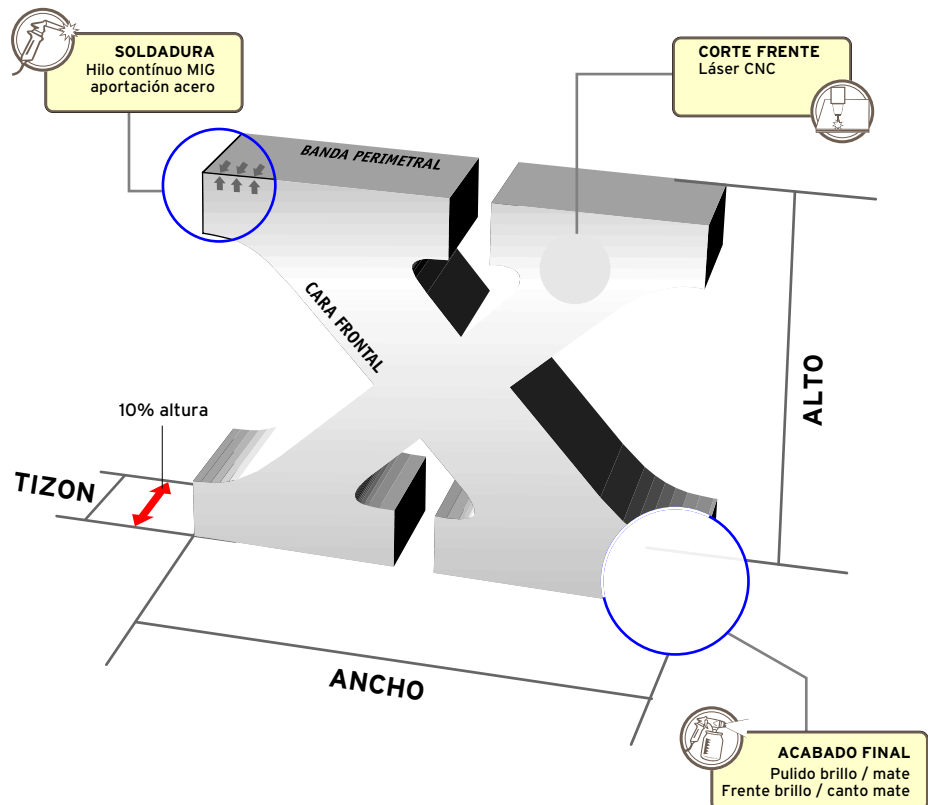 SOLDADURA
Hilo contínuo MIG
aportación acero
CORTE FRENTE
Láser CNC
BANDA PERIMETRAL
CARA FRONTAL
ALTO
10% altura
TIZON
ANCHO
ACABADO FINAL
Pulido brillo / mate
Frente brillo / canto mate